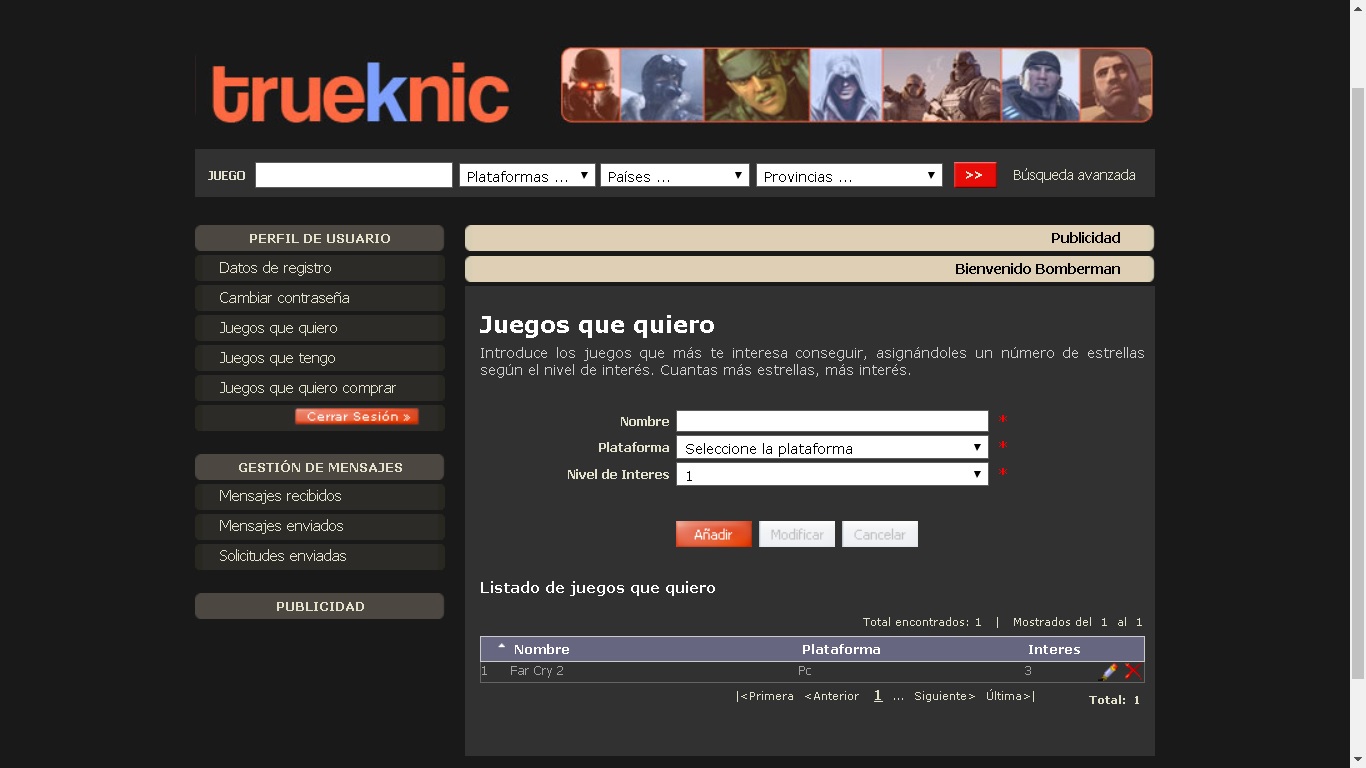 trueknic
JUEGO Plataformas ... Países ... Provincias ... >> Búsqueda avanzada
PERFIL DE USUARIO
Datos de registro
Cambiar contraseña
Juegos que quiero
Juegos que tengo
Juegos que quiero comprar
Cerrar Sesión »
GESTIÓN DE MENSAJES
Mensajes recibidos
Mensajes enviados
Solicitudes enviadas
PUBLICIDAD
Publicidad
Bienvenido Bomberman
Juegos que quiero
Introduce los juegos que más te interesa conseguir, asignándoles un número de estrellas
según el nivel de interés. Cuantas más estrellas, más interés.
Nombre *
Plataforma Seleccione la plataforma *
Nivel de Interes 1 *
Añadir Modificar Cancelar
Listado de juegos que quiero
Total encontrados: 1 | Mostrados del 1 al 1
Nombre Plataforma Interes
1 Far Cry 2 Pc 3
|<Primera <Anterior 1 ... Siguiente> Última>|
Total: 1